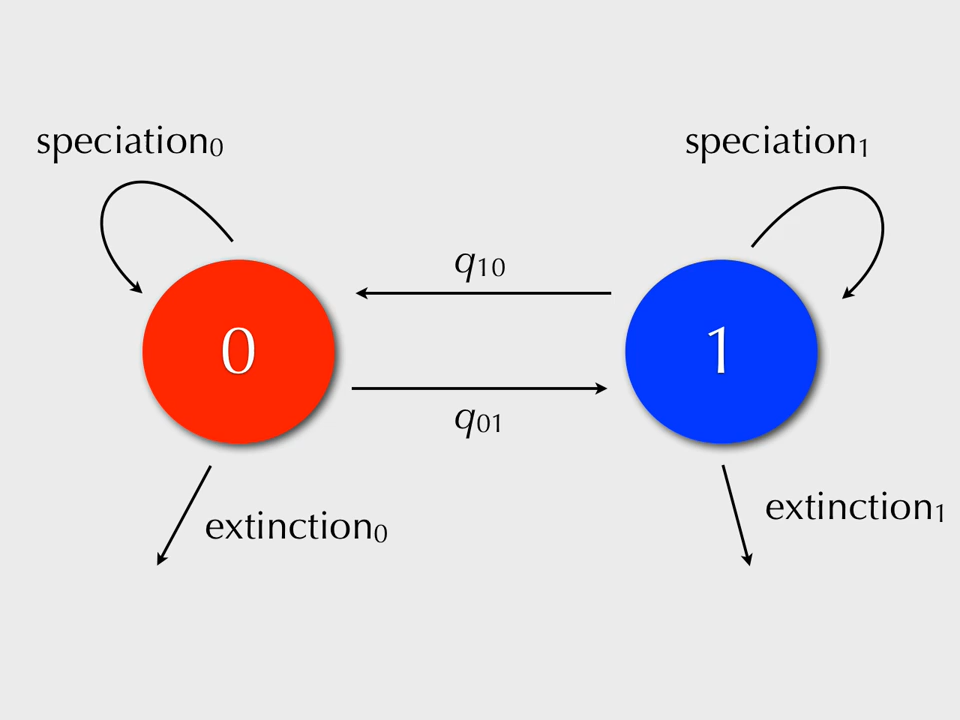 speciation₀
speciation₁
q₁₀
0
1
q₀₁
extinction₀
extinction₁